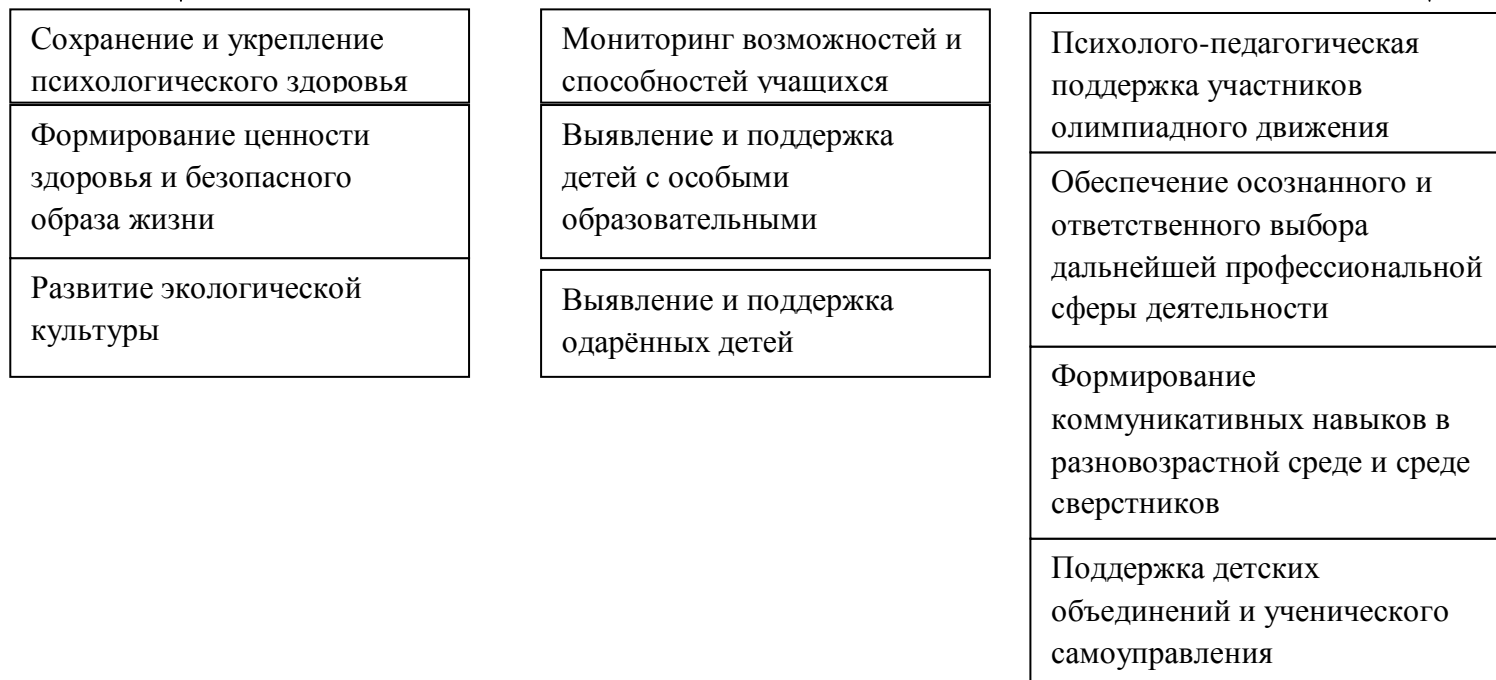 Сохранение и укрепление
психологического здоровья
Формирование ценности
здоровья и безопасного
образа жизни
Развитие экологической
культуры
Мониторинг возможностей и
способностей учащихся
Выявление и поддержка
детей с особыми
образовательными
Выявление и поддержка
одарённых детей
Психолого-педагогическая
поддержка участников
олимпиадного движения
Обеспечение осознанного и
ответственного выбора
дальнейшей профессиональной
сферы деятельности
Формирование
коммуникативных навыков в
разновозрастной среде и среде
сверстников
Поддержка детских
объединений и ученического
самоуправления